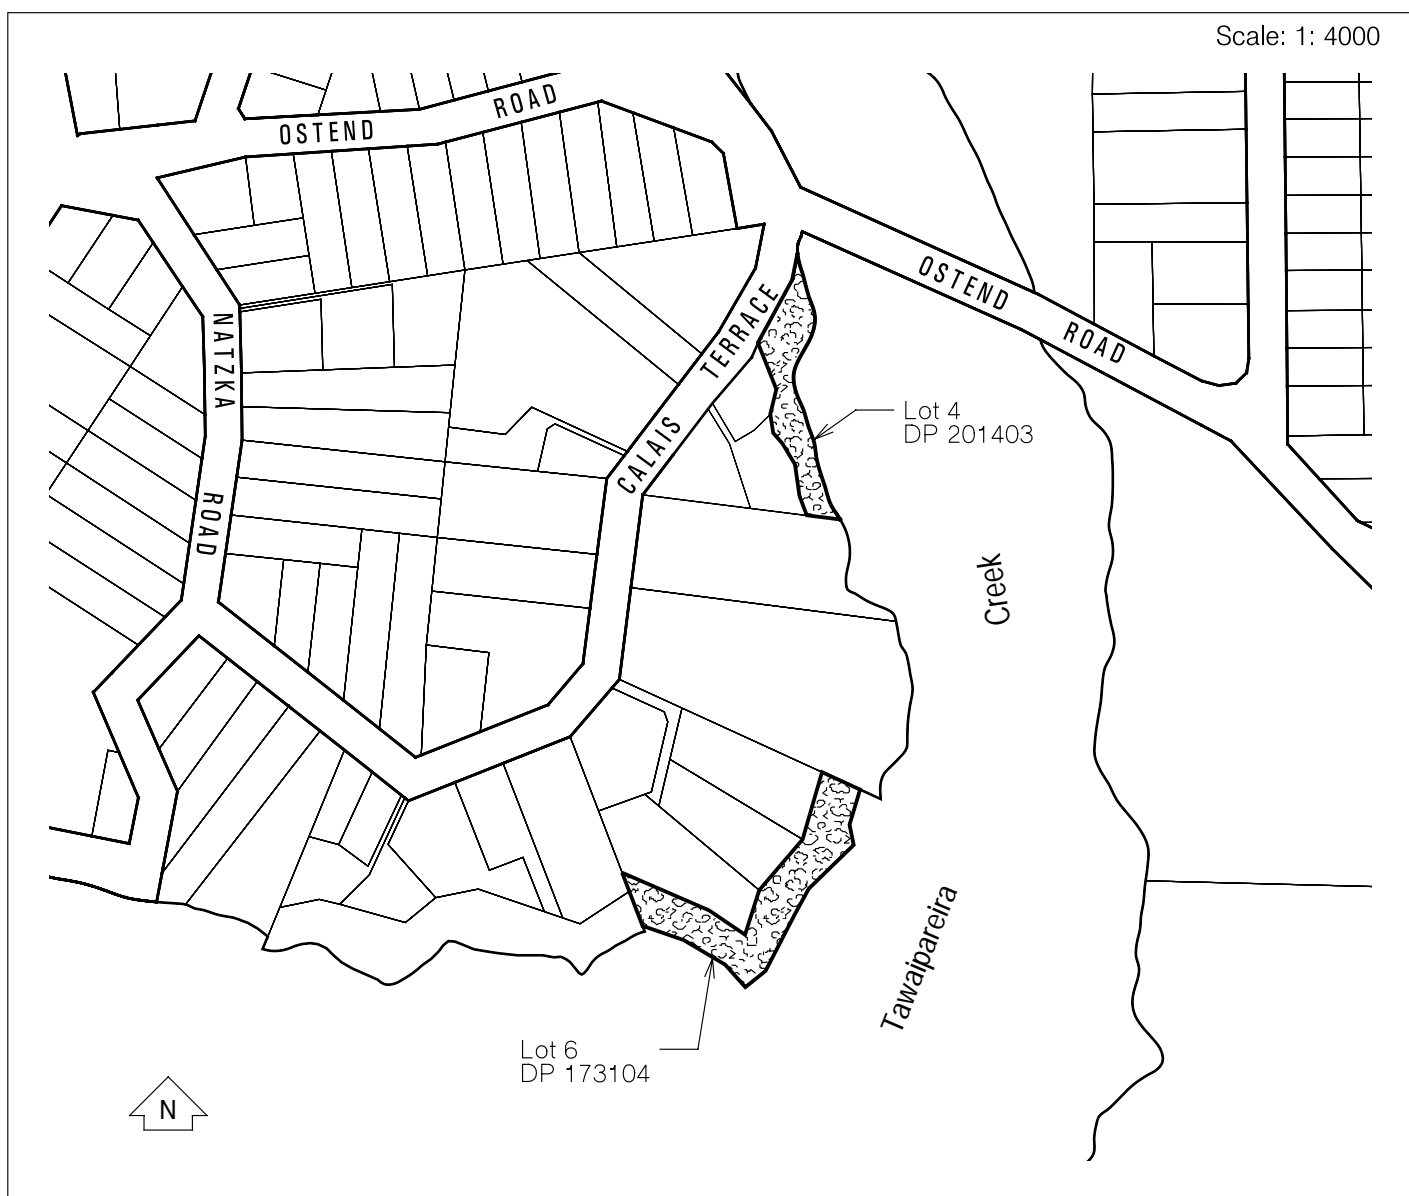 Scale: 1: 4000
OSTEND ROAD
OSTEND ROAD
NATZKA ROAD
CALAIS TERRACE
Lot 4
DP 201403
Creek
Tawaipareira
Lot 6
DP 173104
N